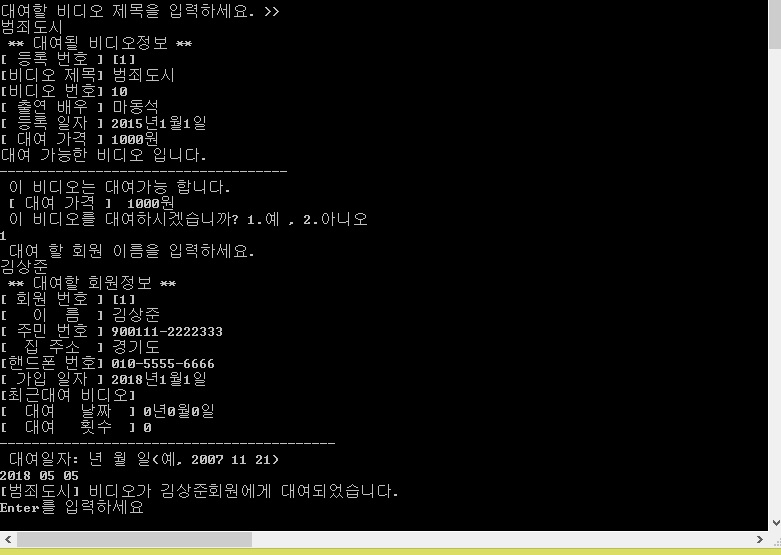 대여할 비디오 제목을 입력하세요. >>
범죄도시
** 대여될 비디오정보 **
[ 등록 번호 ] [1]
[비디오 제목] 범죄도시
[비디오 번호] 10
[ 출연 배우 ] 마동석
[ 등록 일자 ] 2015년1월1일
[ 대여 가격 ] 1000원
대여 가능한 비디오 입니다.
------------------------------------
이 비디오는 대여가능 합니다.
[ 대여 가격 ]  1000원
이 비디오를 대여하시겠습니까? 1.예 , 2.아니오
1
대여 할 회원 이름을 입력하세요.
김상준
** 대여할 회원정보 **
[ 회원 번호 ] [1]
[   이  름  ] 김상준
[ 주민 번호 ] 900111-2222333
[  집 주소  ] 경기도
[핸드폰 번호] 010-5555-6666
[ 가입 일자 ] 2018년1월1일
[최근대여 비디오]
[  대여   날짜  ] 0년0월0일
[  대여   횟수  ] 0
------------------------------------------
대여일자: 년 월 일(예, 2007 11 21)
2018 05 05
[범죄도시] 비디오가 김상준회원에게 대여되었습니다.
Enter를 입력하세요